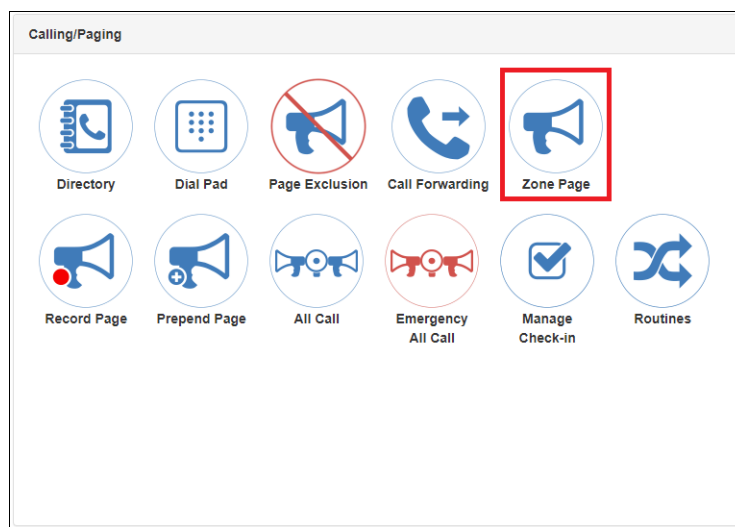 Calling/Paging
Directory
Dial Pad
Page Exclusion
Call Forwarding
Zone Page
Record Page
Prepend Page
All Call
Emergency
All Call
Manage
Check-in
Routines